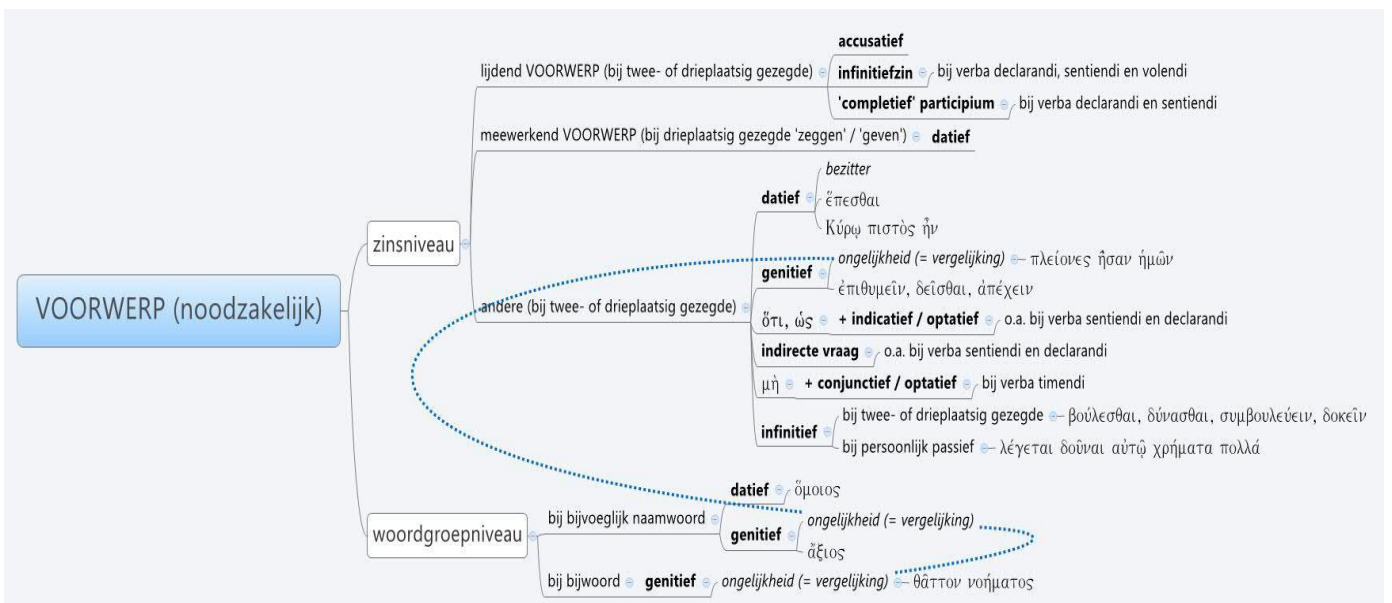 VOORWERP (noodzakelijk)
zinsniveau
lijdend VOORWERP (bij twee- of drieplaatsig gezegde)
accusatief
infinitiefzin bij verba declarandi, sentiendi en volendi
'completief' participium bij verba declarandi en sentiendi
meewerkend VOORWERP (bij drieplaatsig gezegde 'zeggen' / 'geven') datief
andere (bij twee- of drieplaatsig gezegde)
datief
bezitter
ἕπεσθαι
Κύρῳ πιστὸς ἦν
genitief
ongelijkheid (= vergelijking) πλείονες ἦσαν ἡμῶν
ἐπιθυμεῖν, δεῖσθαι, ἀπέχειν
ὅτι, ὡς + indicatief / optatief o.a. bij verba sentiendi en declarandi
indirecte vraag o.a. bij verba sentiendi en declarandi
μὴ + conjunctief / optatief bij verba timendi
infinitief
bij twee- of drieplaatsig gezegde βούλεσθαι, δύνασθαι, συμβουλεύειν, δοκεῖν
bij persoonlijk passief λέγεται δοῦναι αὐτῷ χρήματα πολλά
woordgroepniveau
bij bijvoeglijk naamwoord
datief ὅμοιος
genitief
ongelijkheid (= vergelijking)
ἄξιος
bij bijwoord genitief ongelijkheid (= vergelijking) θᾶττον νοήματος